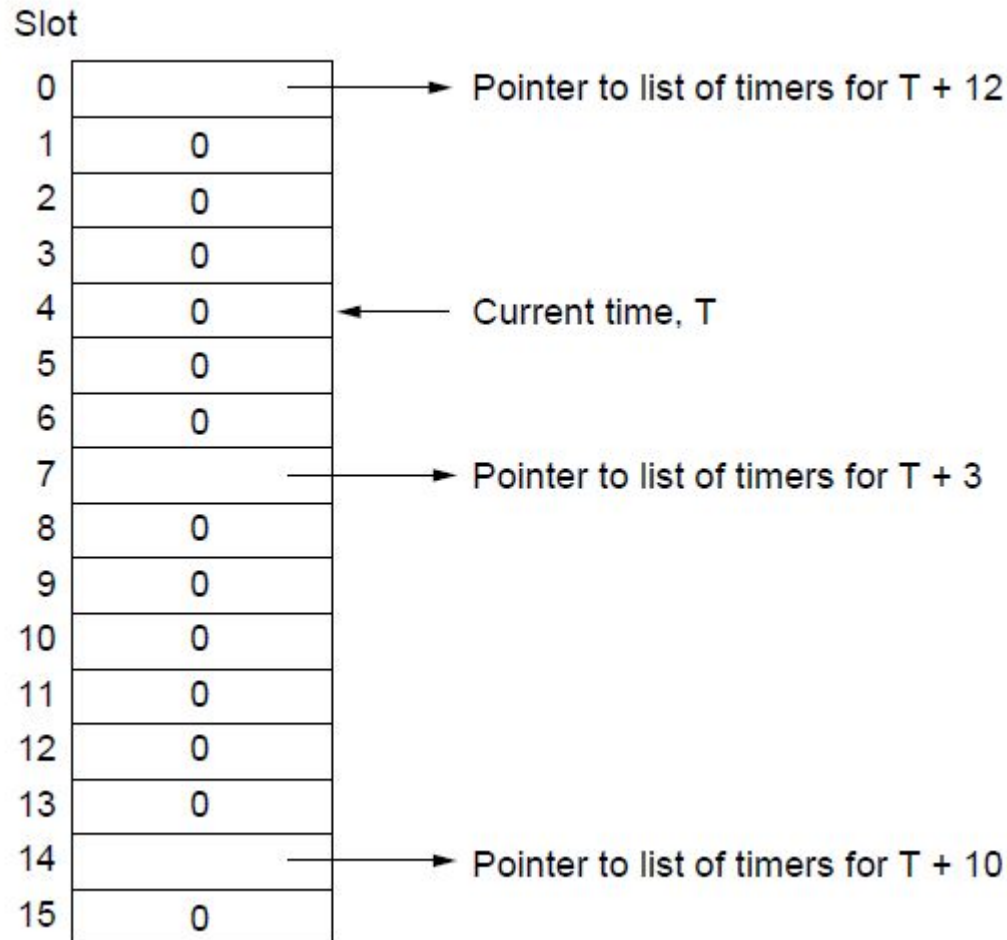 Slot
0 Pointer to list of timers for T + 12
1 0
2 0
3 0
4 0 Current time, T
5 0
6 0
7 Pointer to list of timers for T + 3
8 0
9 0
10 0
11 0
12 0
13 0
14 Pointer to list of timers for T + 10
15 0